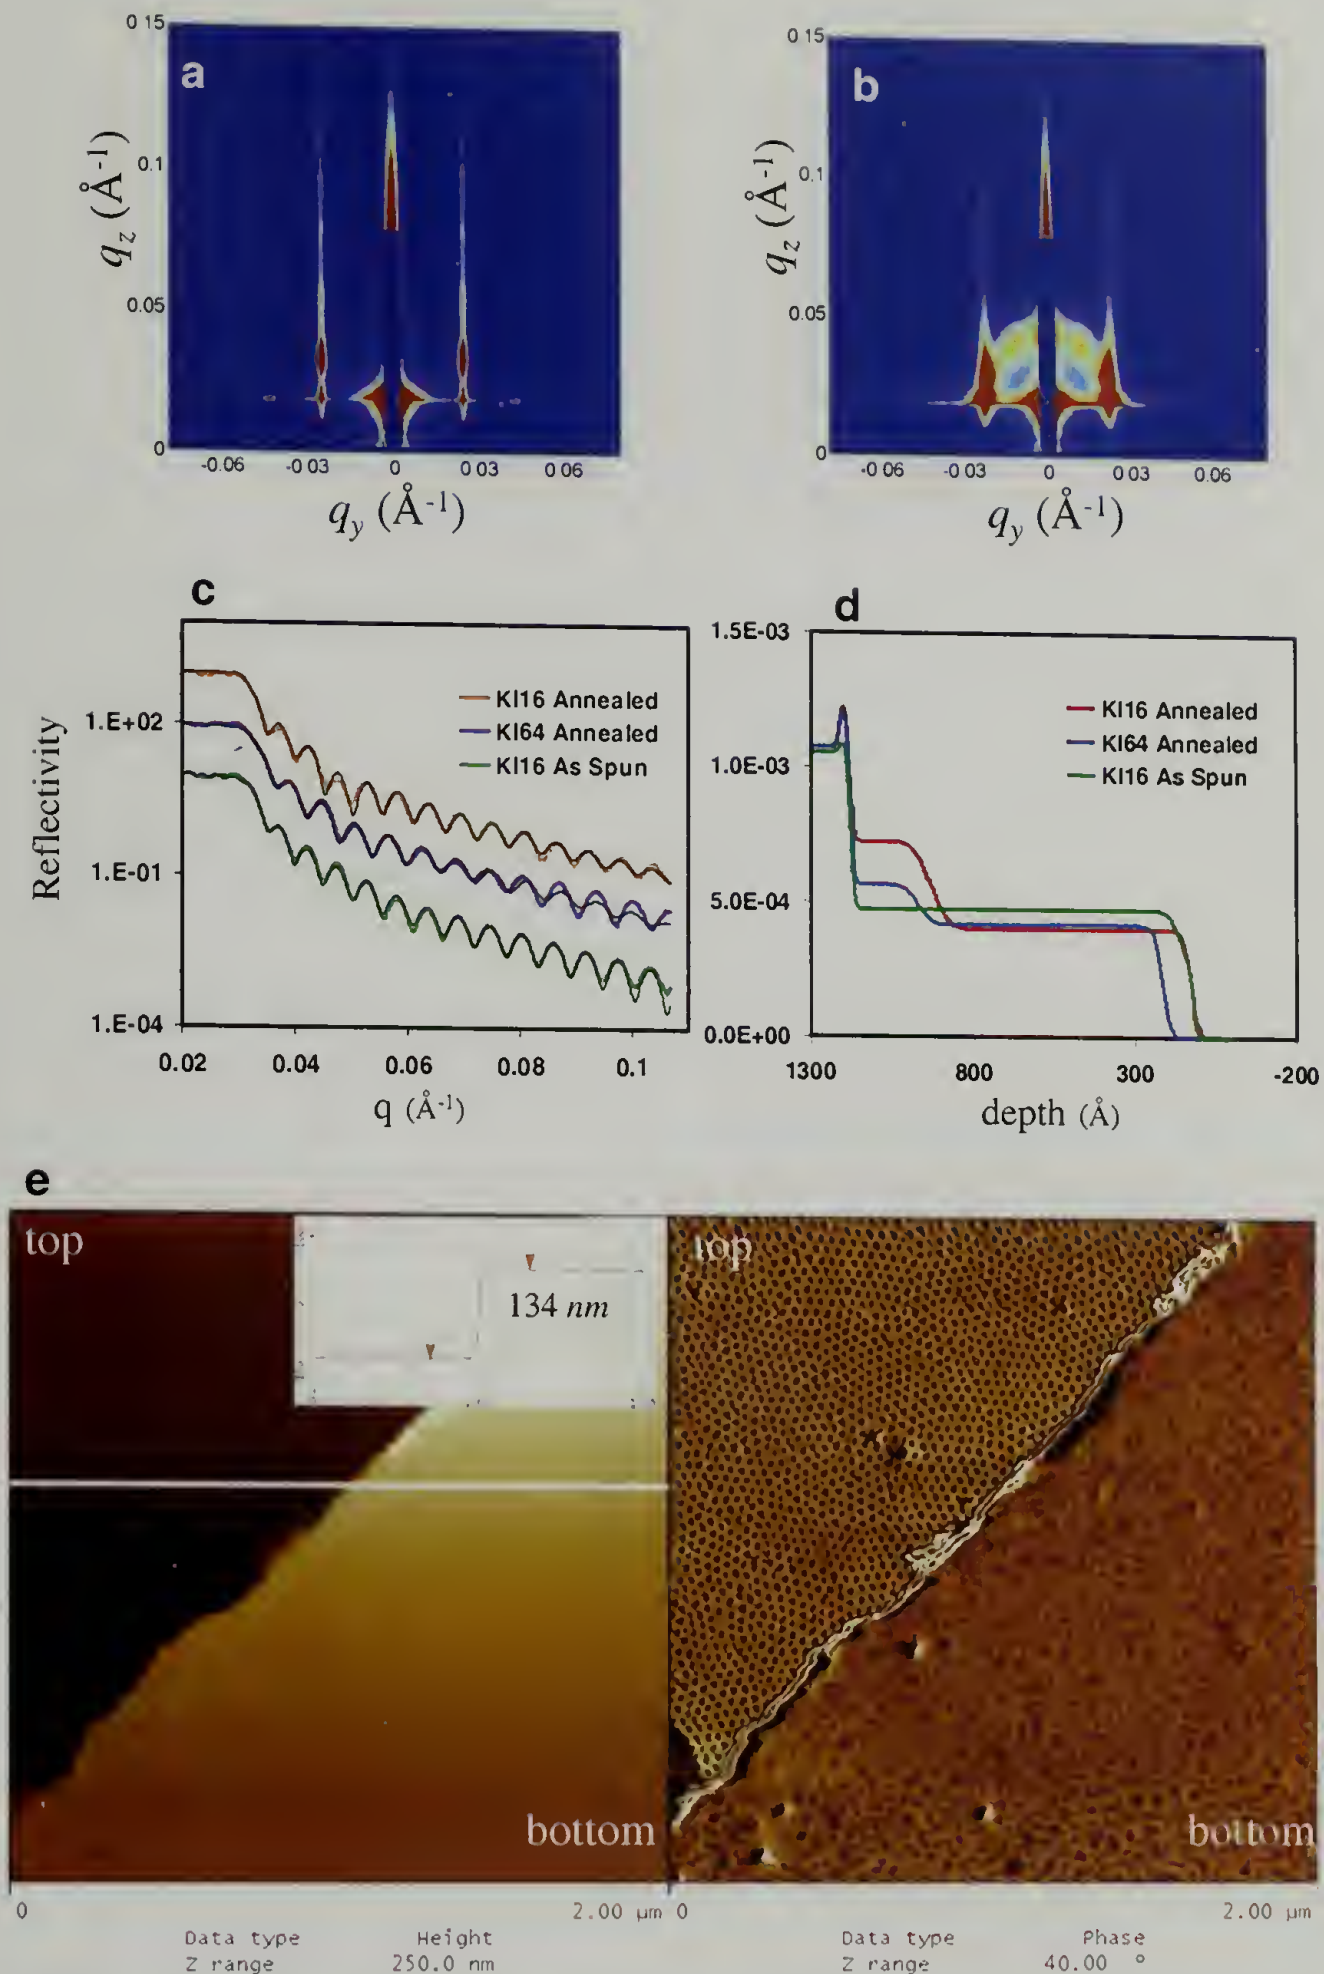 a
0 15
0.1
0.05
0
q_z (Å-1)
-0.06
-0 03
0
0 03
0 06
q_y (Å-1)
b
0 15
0.1
0.05
0
q_z (Å-1)
-0 06
-0 03
0
0 03
0.06
q_y (Å-1)
c
Reflectivity
1.E+02
1.E-01
1.E-04
KI16 Annealed
KI64 Annealed
KI16 As Spun
0.02
0.04
0.06
0.08
0.1
q (Å-1)
d
1.5E-03
1.0E-03
5.0E-04
0.0E+00
KI16 Annealed
KI64 Annealed
KI16 As Spun
1300
800
300
-200
depth (Å)
e
top
134 nm
bottom
top
bottom
0
2.00 µm
Data type Height
Z range 250.0 nm
0
2.00 µm
Data type Phase
Z range 40.00 °